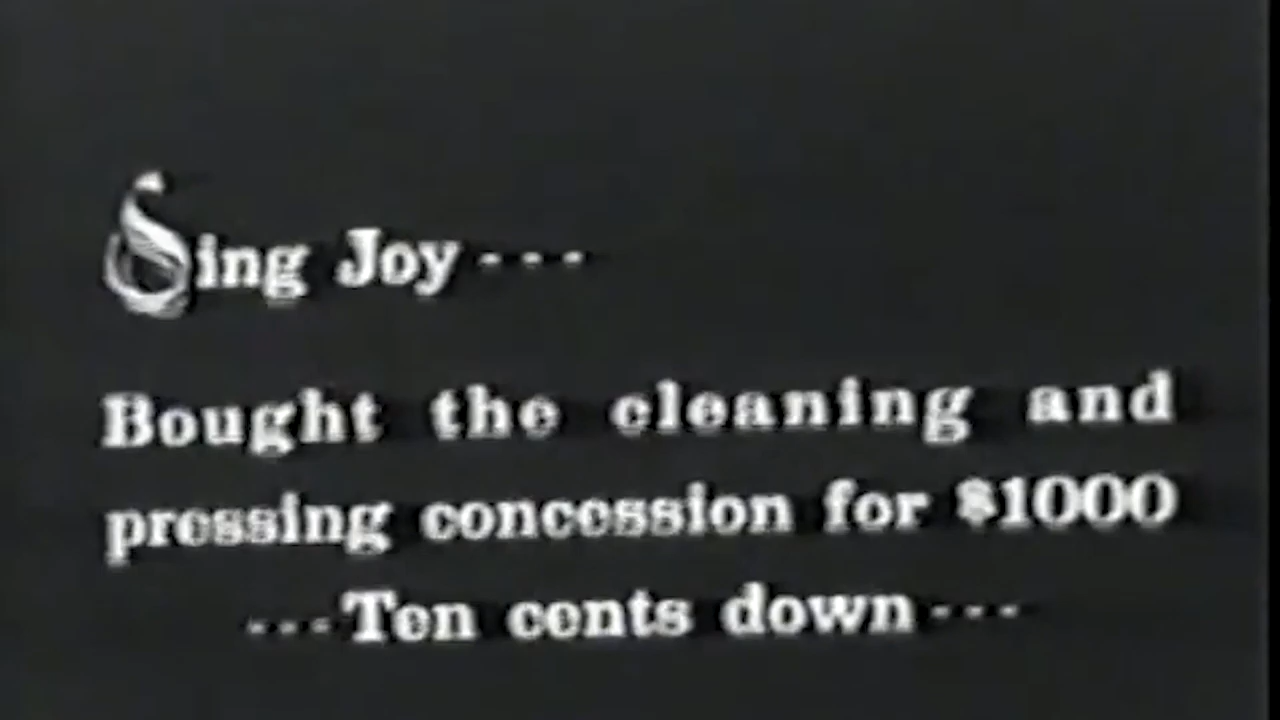 Sing Joy ---
Bought the cleaning and
pressing concession for $1000
---Ten cents down---